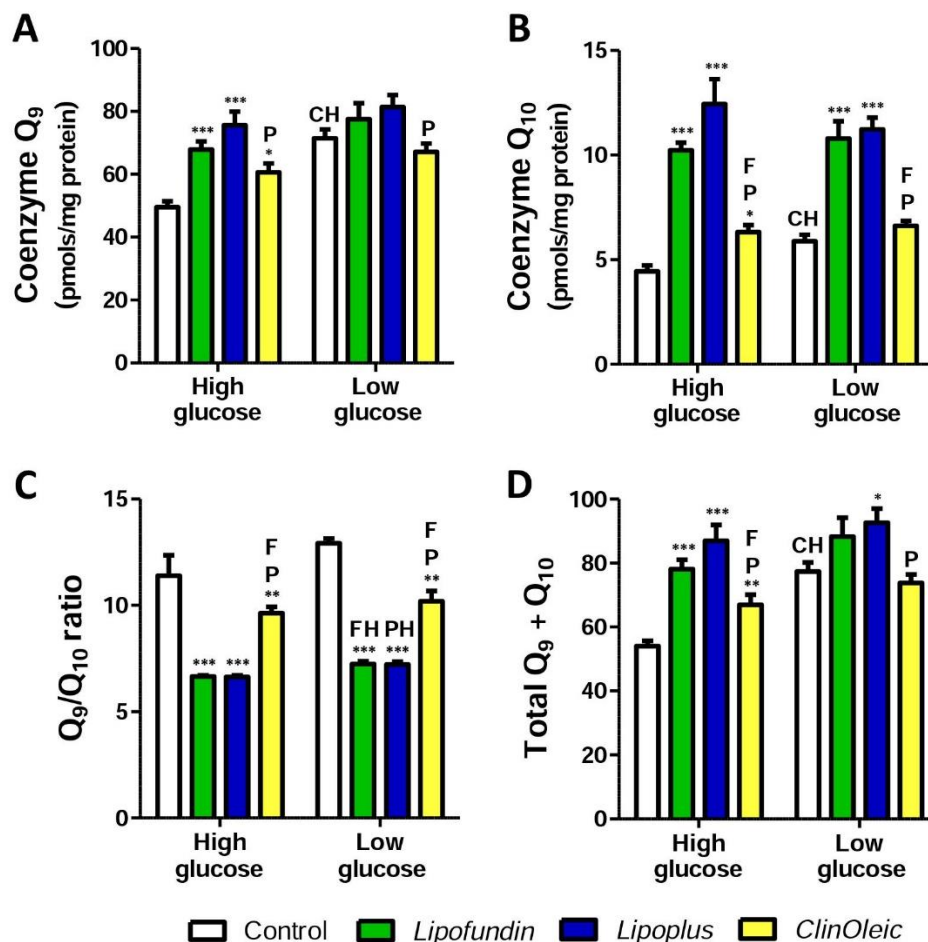 A
Coenzyme Q9
(pmols/mg protein)
100
80
60
40
20
0
***
***
P
*
CH
P
High
glucose
Low
glucose
B
Coenzyme Q10
(pmols/mg protein)
15
10
5
0
***
***
F
P
*
CH
***
***
F
P
High
glucose
Low
glucose
C
Q9/Q10 ratio
15
10
5
0
***
***
F
P
**
FH
***
PH
***
F
P
**
High
glucose
Low
glucose
D
Total Q9 + Q10
100
80
60
40
20
0
***
***
F
P
**
CH
*
P
High
glucose
Low
glucose
Control
Lipofundin
Lipoplus
ClinOleic